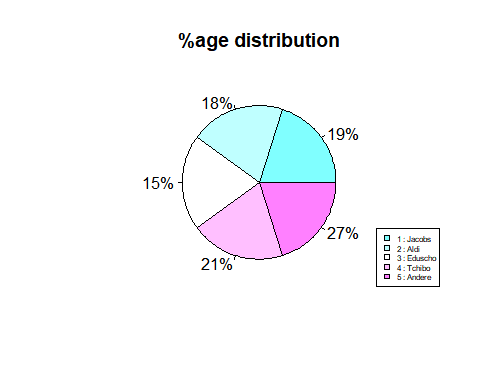 %age distribution
18%
19%
15%
27%
21%
1 : Jacobs
2 : Aldi
3 : Eduscho
4 : Tchibo
5 : Andere